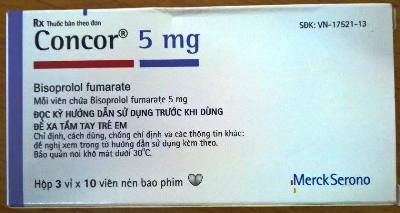 Rx Thuốc bán theo đơn
SĐK: VN-17521-13
Concor® 5 mg
Bisoprolol fumarate
Mỗi viên chứa Bisoprolol fumarate 5 mg
ĐỌC KỸ HƯỚNG DẪN SỬ DỤNG TRƯỚC KHI DÙNG
ĐỂ XA TẦM TAY TRẺ EM
Chỉ định, cách dùng, chống chỉ định và các thông tin khác:
đề nghị xem trong tờ hướng dẫn sử dụng kèm theo.
Bảo quản nơi khô mát dưới 30°C.
Hộp 3 vỉ x 10 viên nén bao phim
MerckSerono